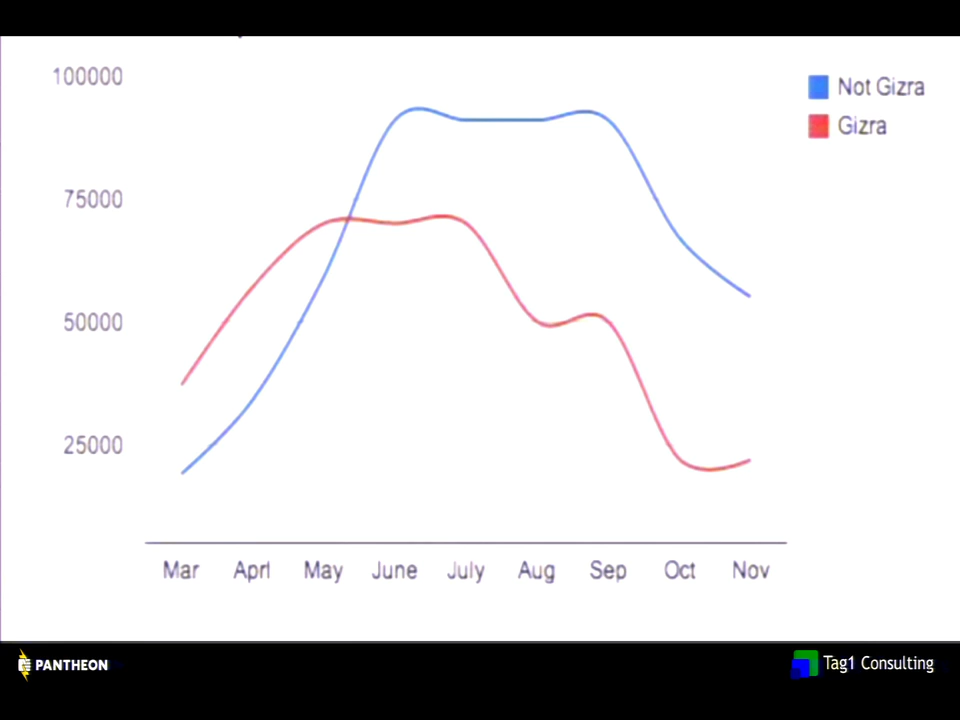 100000
75000
50000
25000
Not Gizra
Gizra
Mar Aprl May June July Aug Sep Oct Nov
PANTHEON
Tag1 Consulting